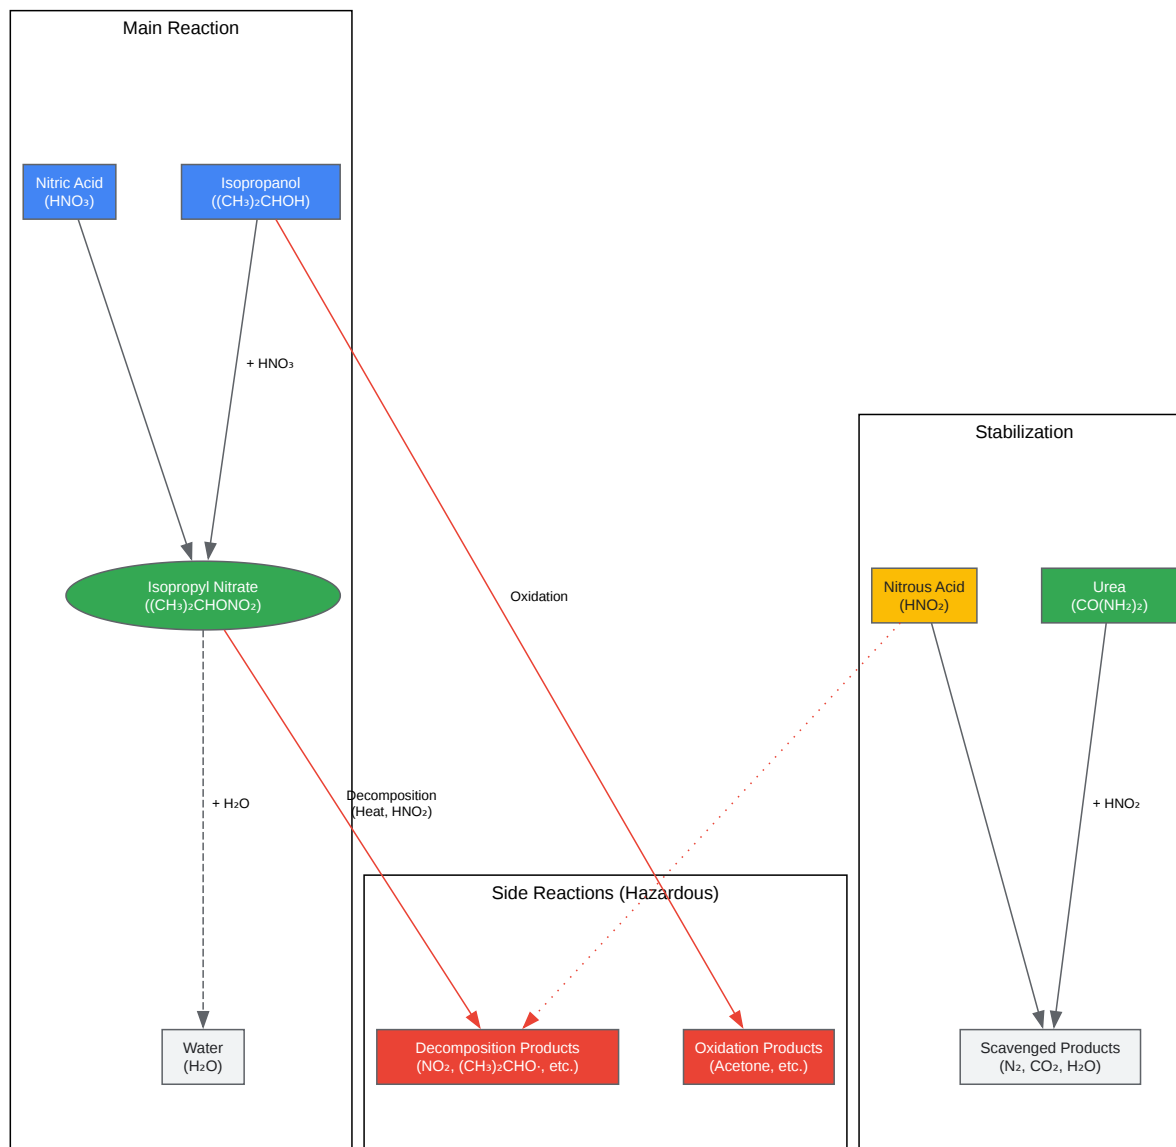 Main Reaction
Nitric Acid
(HNO₃)
Isopropanol
((CH₃)₂CHOH)
+ HNO₃
Stabilization
Isopropyl Nitrate
((CH₃)₂CHONO₂)
Oxidation
Nitrous Acid
(HNO₂)
Urea
(CO(NH₂)₂)
Decomposition
(Heat, HNO₂)
+ H₂O
+ HNO₂
Side Reactions (Hazardous)
Water
(H₂O)
Decomposition Products
(NO₂, (CH₃)₂CHO·, etc.)
Oxidation Products
(Acetone, etc.)
Scavenged Products
(N₂, CO₂, H₂O)